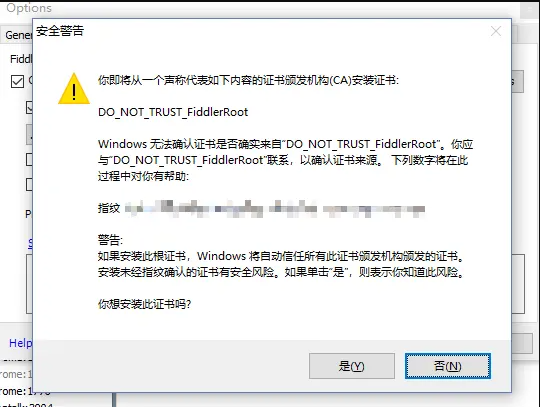 Options
安全警告
Gener
Fiddl
你即将从一个声称代表如下内容的证书颁发机构(CA)安装证书:
DO_NOT_TRUST_FiddlerRoot
Windows 无法确认证书是否确实来自"DO_NOT_TRUST_FiddlerRoot"。你应
与"DO_NOT_TRUST_FiddlerRoot"联系，以确认证书来源。 下列数字将在此
过程中对你有帮助:
指纹
警告:
如果安装此根证书，Windows 将自动信任所有此证书颁发机构颁发的证书。
安装未经指纹确认的证书有安全风险。如果单击"是"，则表示你知道此风险。
你想安装此证书吗?
Help
是(Y)
否(N)